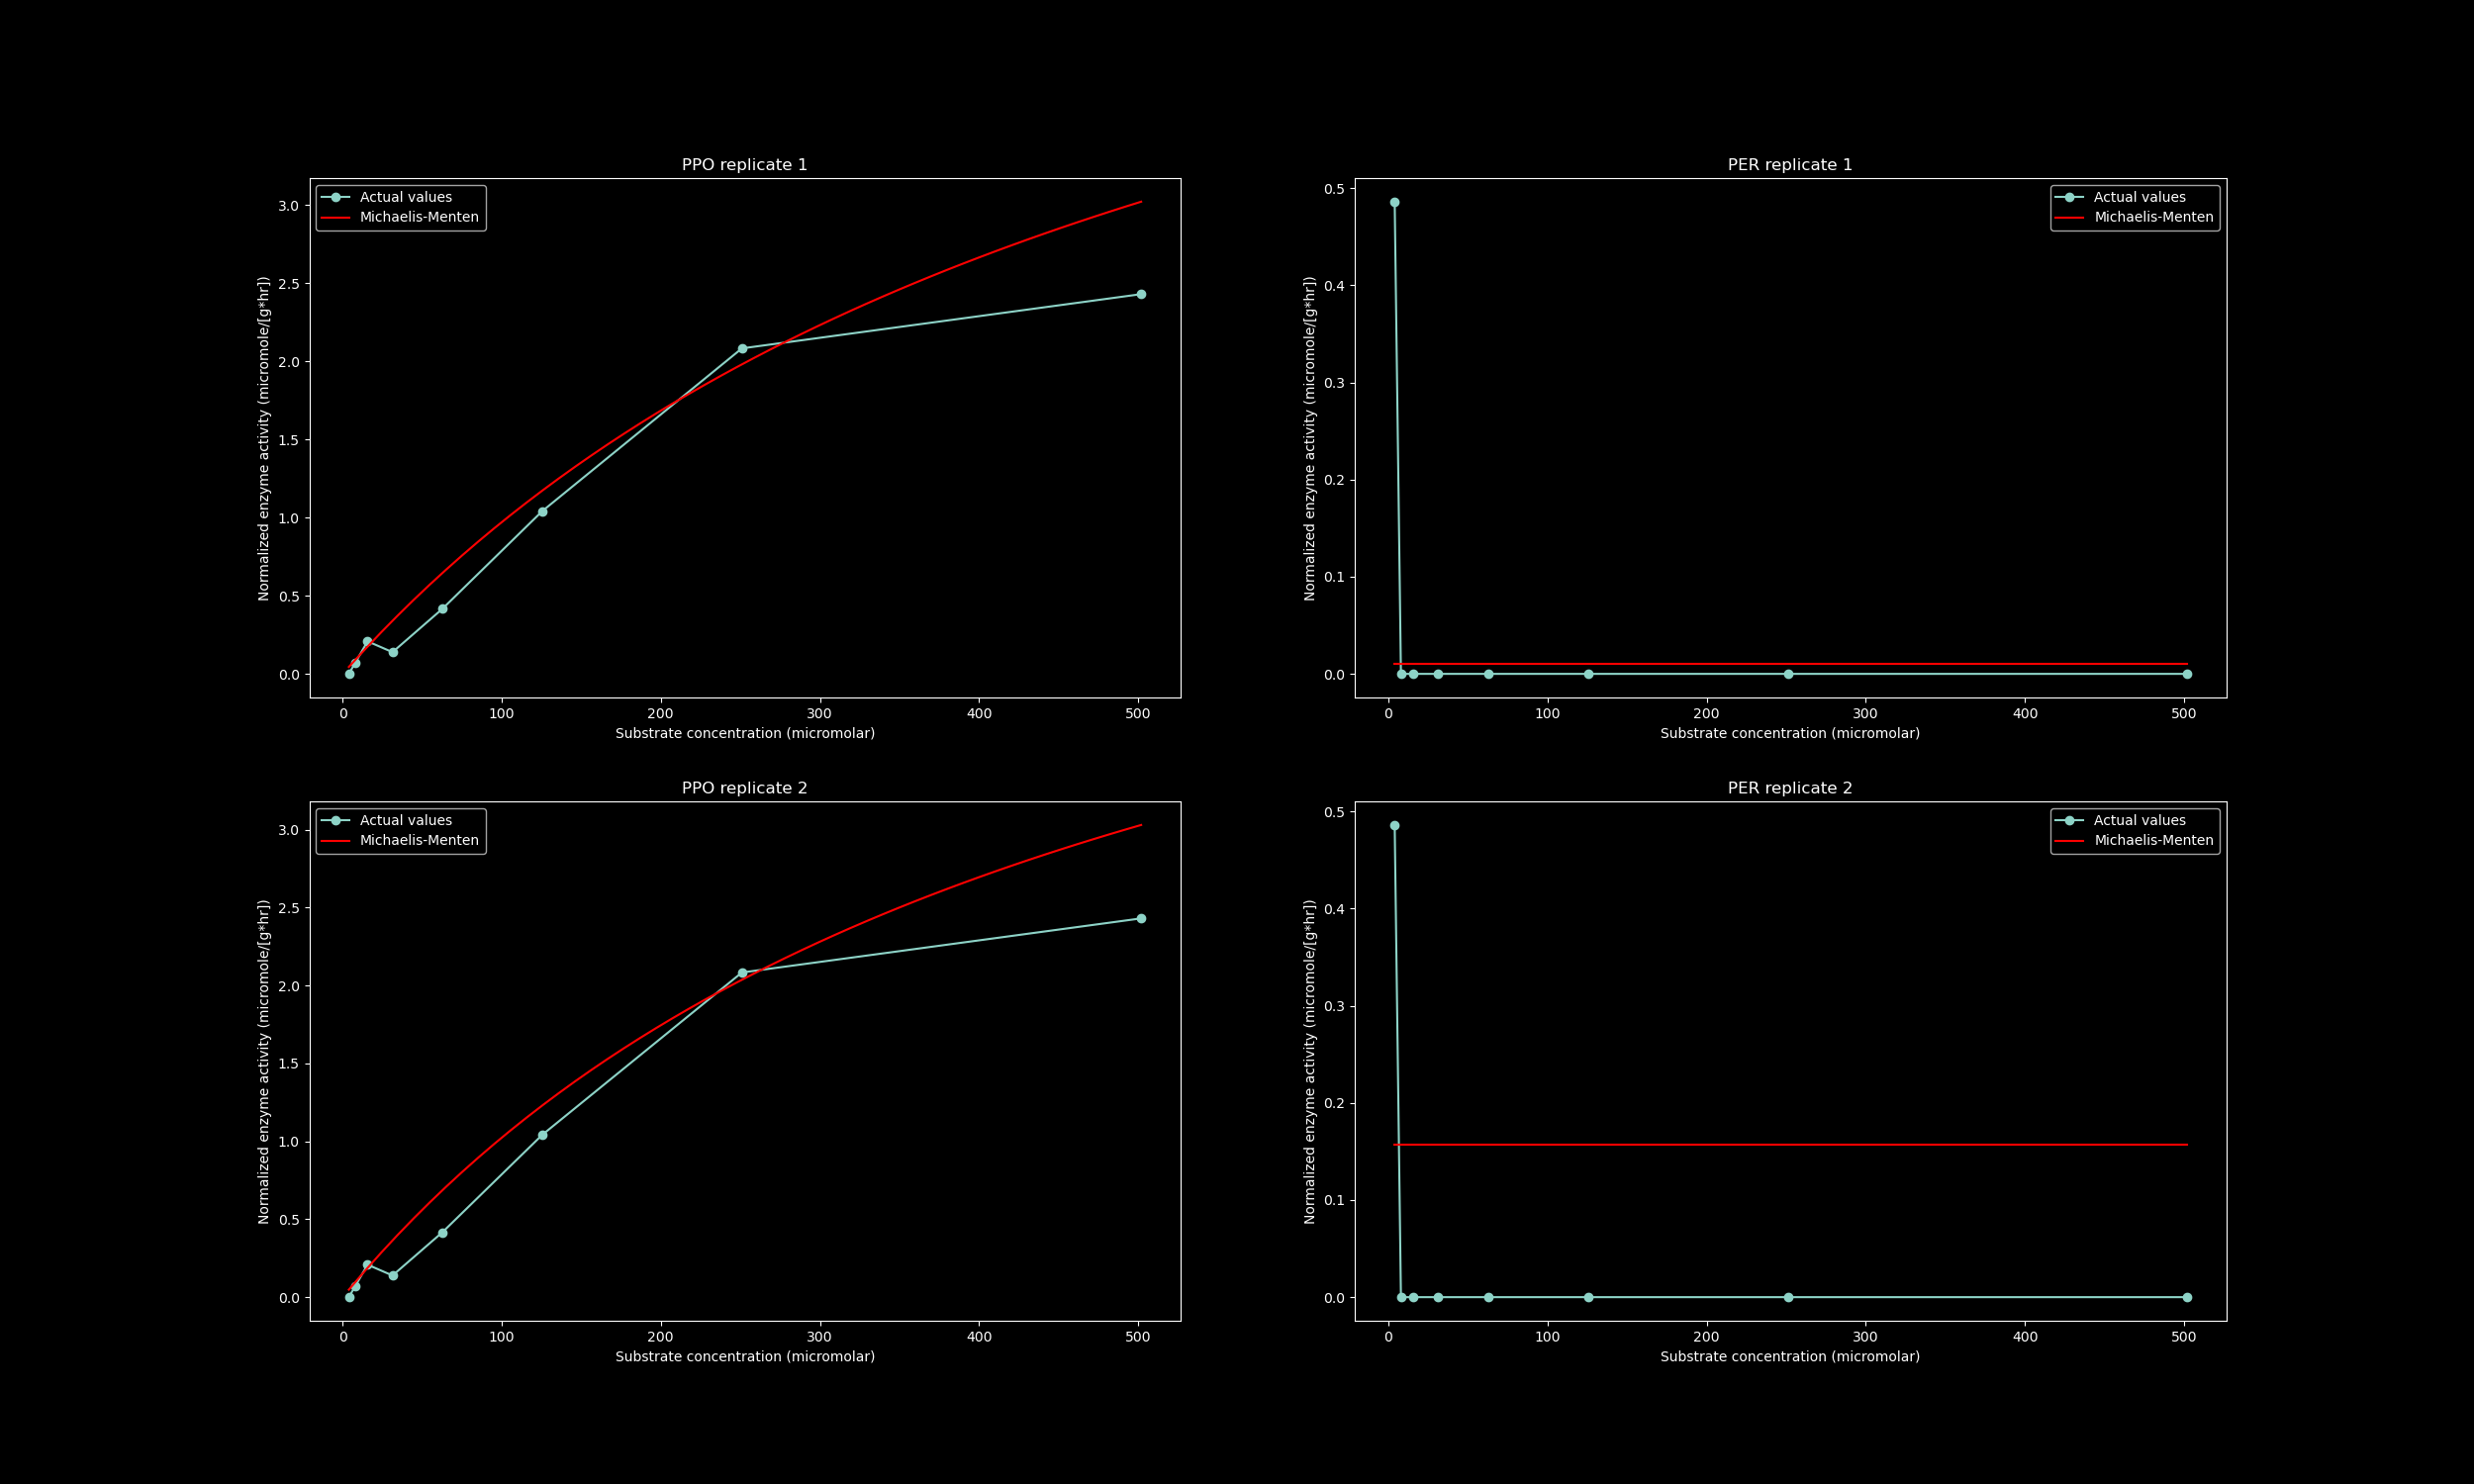 PPO replicate 1
Actual values
Michaelis-Menten
Normalized enzyme activity (micromole/[g*hr])
3.0
2.5
2.0
1.5
1.0
0.5
0.0
0 100 200 300 400 500
Substrate concentration (micromolar)
PER replicate 1
Actual values
Michaelis-Menten
Normalized enzyme activity (micromole/[g*hr])
0.5
0.4
0.3
0.2
0.1
0.0
0 100 200 300 400 500
Substrate concentration (micromolar)
PPO replicate 2
Actual values
Michaelis-Menten
Normalized enzyme activity (micromole/[g*hr])
3.0
2.5
2.0
1.5
1.0
0.5
0.0
0 100 200 300 400 500
Substrate concentration (micromolar)
PER replicate 2
Actual values
Michaelis-Menten
Normalized enzyme activity (micromole/[g*hr])
0.5
0.4
0.3
0.2
0.1
0.0
0 100 200 300 400 500
Substrate concentration (micromolar)